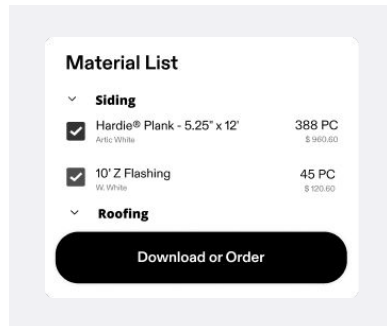 Material List
Siding
Hardie® Plank - 5.25" x 12' 388 PC
Artic White $ 960.60
10' Z Flashing 45 PC
W. White $ 120.60
Roofing
Download or Order